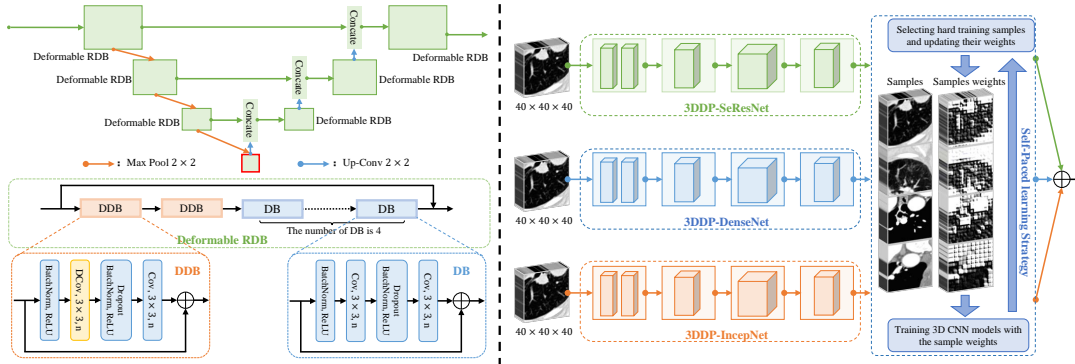 Concate
Deformable RDB
Deformable RDB
Concate
Deformable RDB
Deformable RDB
Concate
Deformable RDB
Deformable RDB
: Max Pool 2 × 2
: Up-Conv 2 × 2
DDB
DDB
DB
DB
The number of DB is 4
Deformable RDB
BatchNorm, ReLU
DCov, 3 × 3, n
BatchNorm, ReLU
Dropout
Cov, 3 × 3, n
DDB
BatchNorm, ReLU
Cov, 3 × 3, n
BatchNorm, ReLU
Dropout
Cov, 3 × 3, n
DB
40 × 40 × 40
3DDP-SeResNet
40 × 40 × 40
3DDP-DenseNet
40 × 40 × 40
3DDP-IncepNet
Selecting hard training samples
and updating their weights
Samples
Samples weights
Self-Paced learning Strategy
Training 3D CNN models with
the sample weights